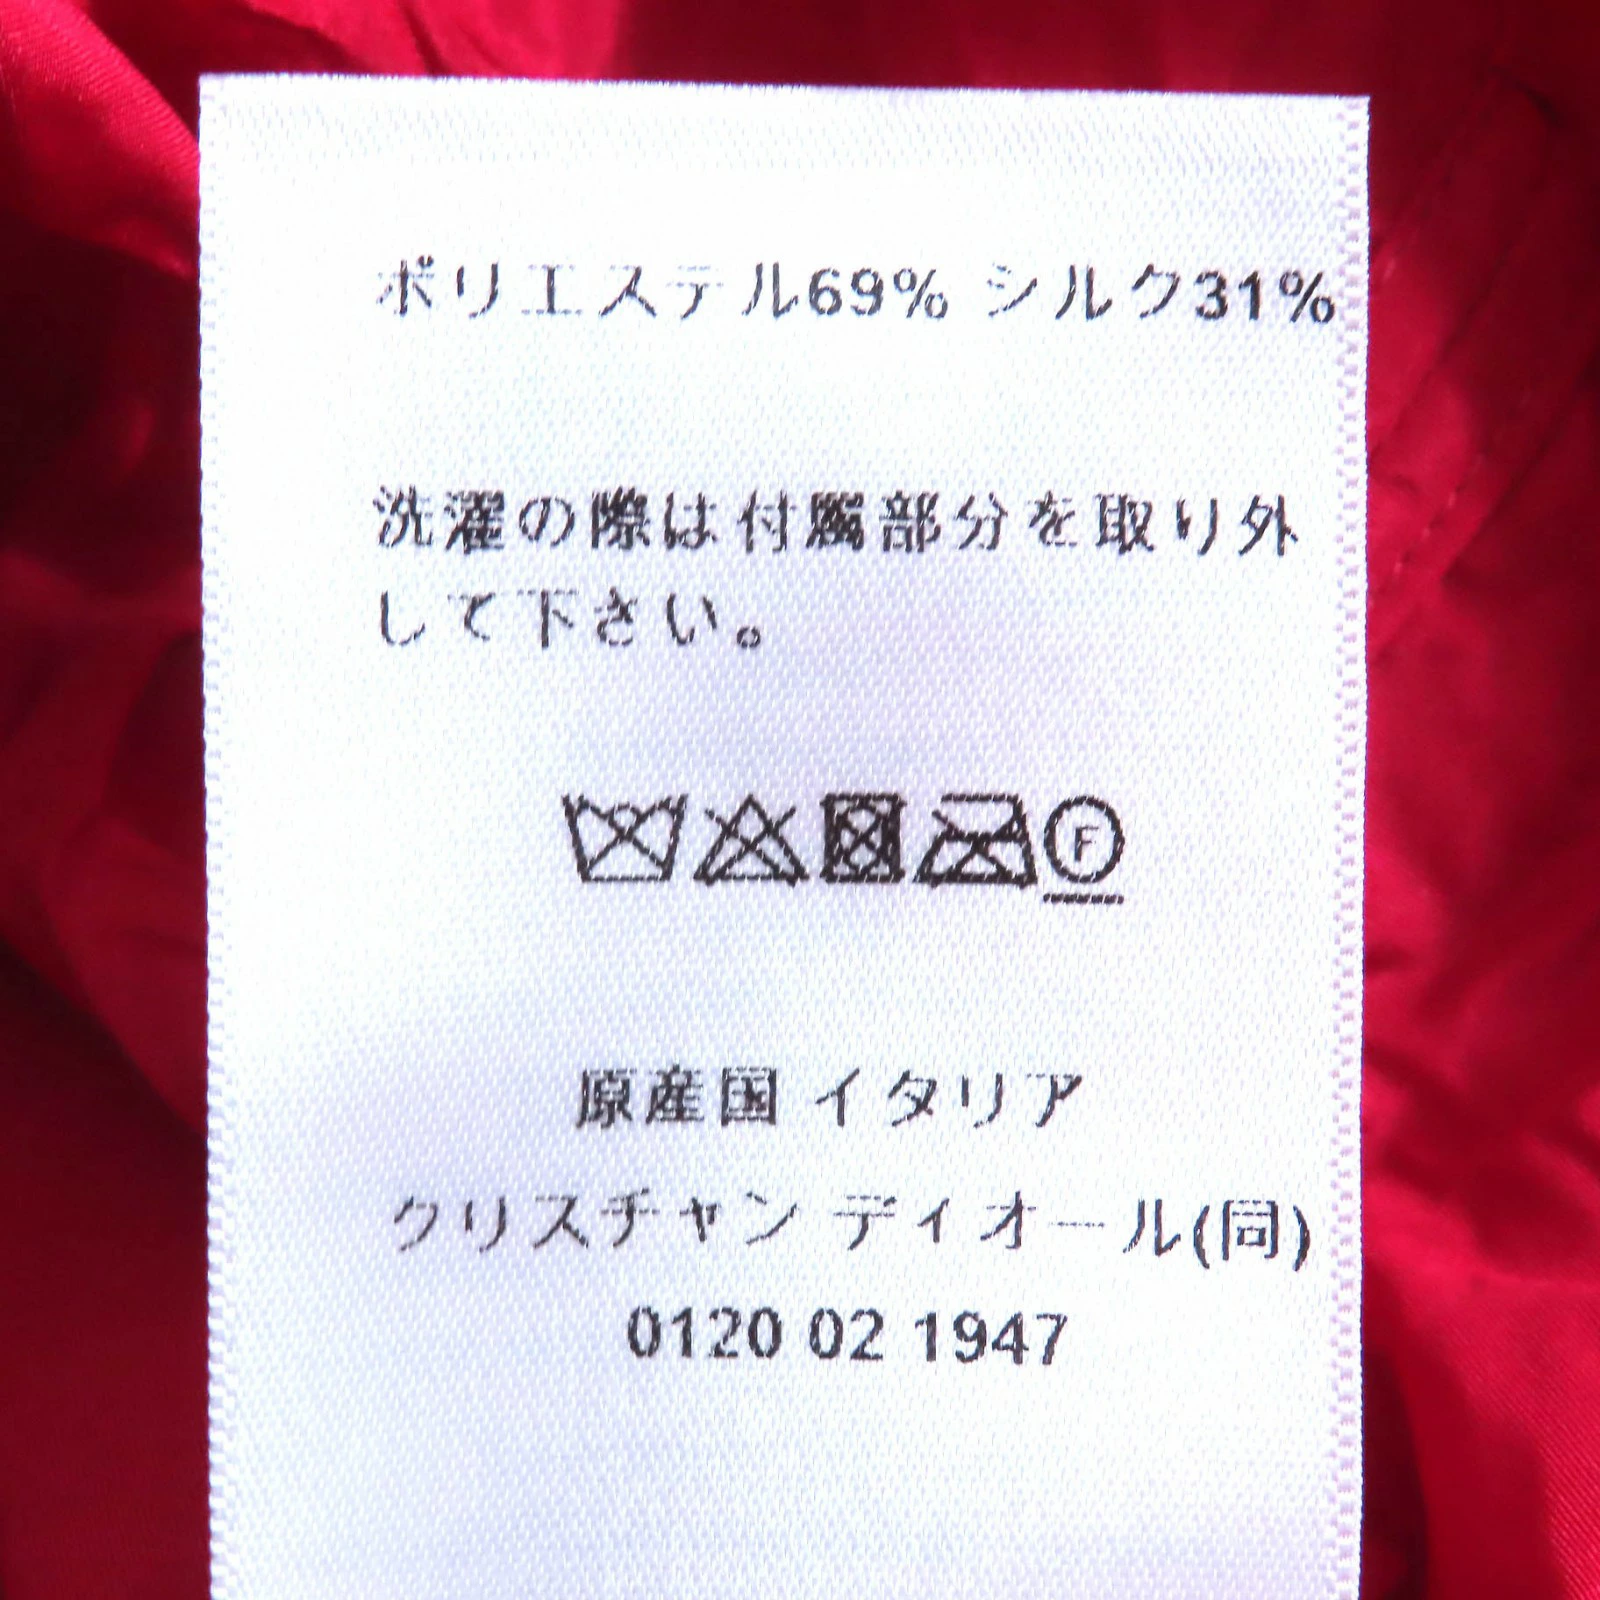 ポリエステル69% シルク31%
洗濯の際は付属部分を取り外
して下さい。
F
原産国 イタリア
クリスチャン ディオール(同)
0120 02 1947